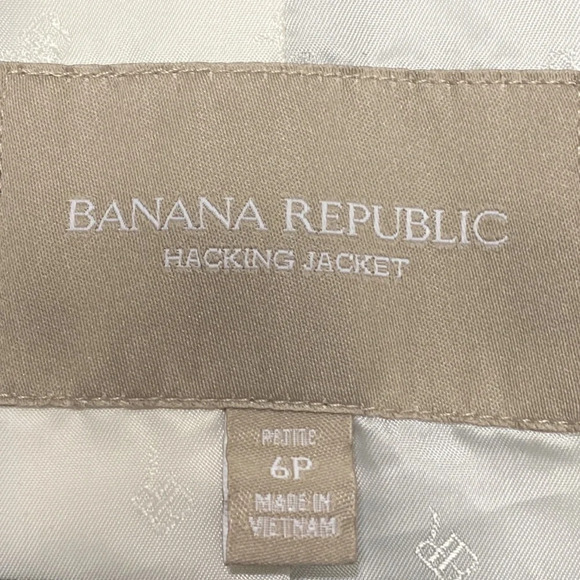 BANANA REPUBLIC
HACKING JACKET
PETITE
6P
MADE IN
VIETNAM